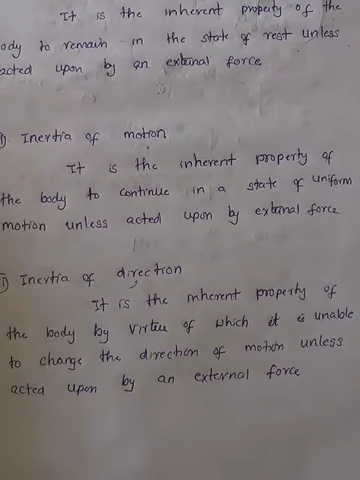 It is the inherent property of the
ody to remain in the state of rest unless
acted upon by an external force
) Inertia of motion
It is the inherent property of
the body to continue in a state of uniform
motion unless acted upon by external force
i) Inertia of direction
It is the inherent property of
the body by virtue of which it is unable
to change the direction of motion unless
acted upon by an external force